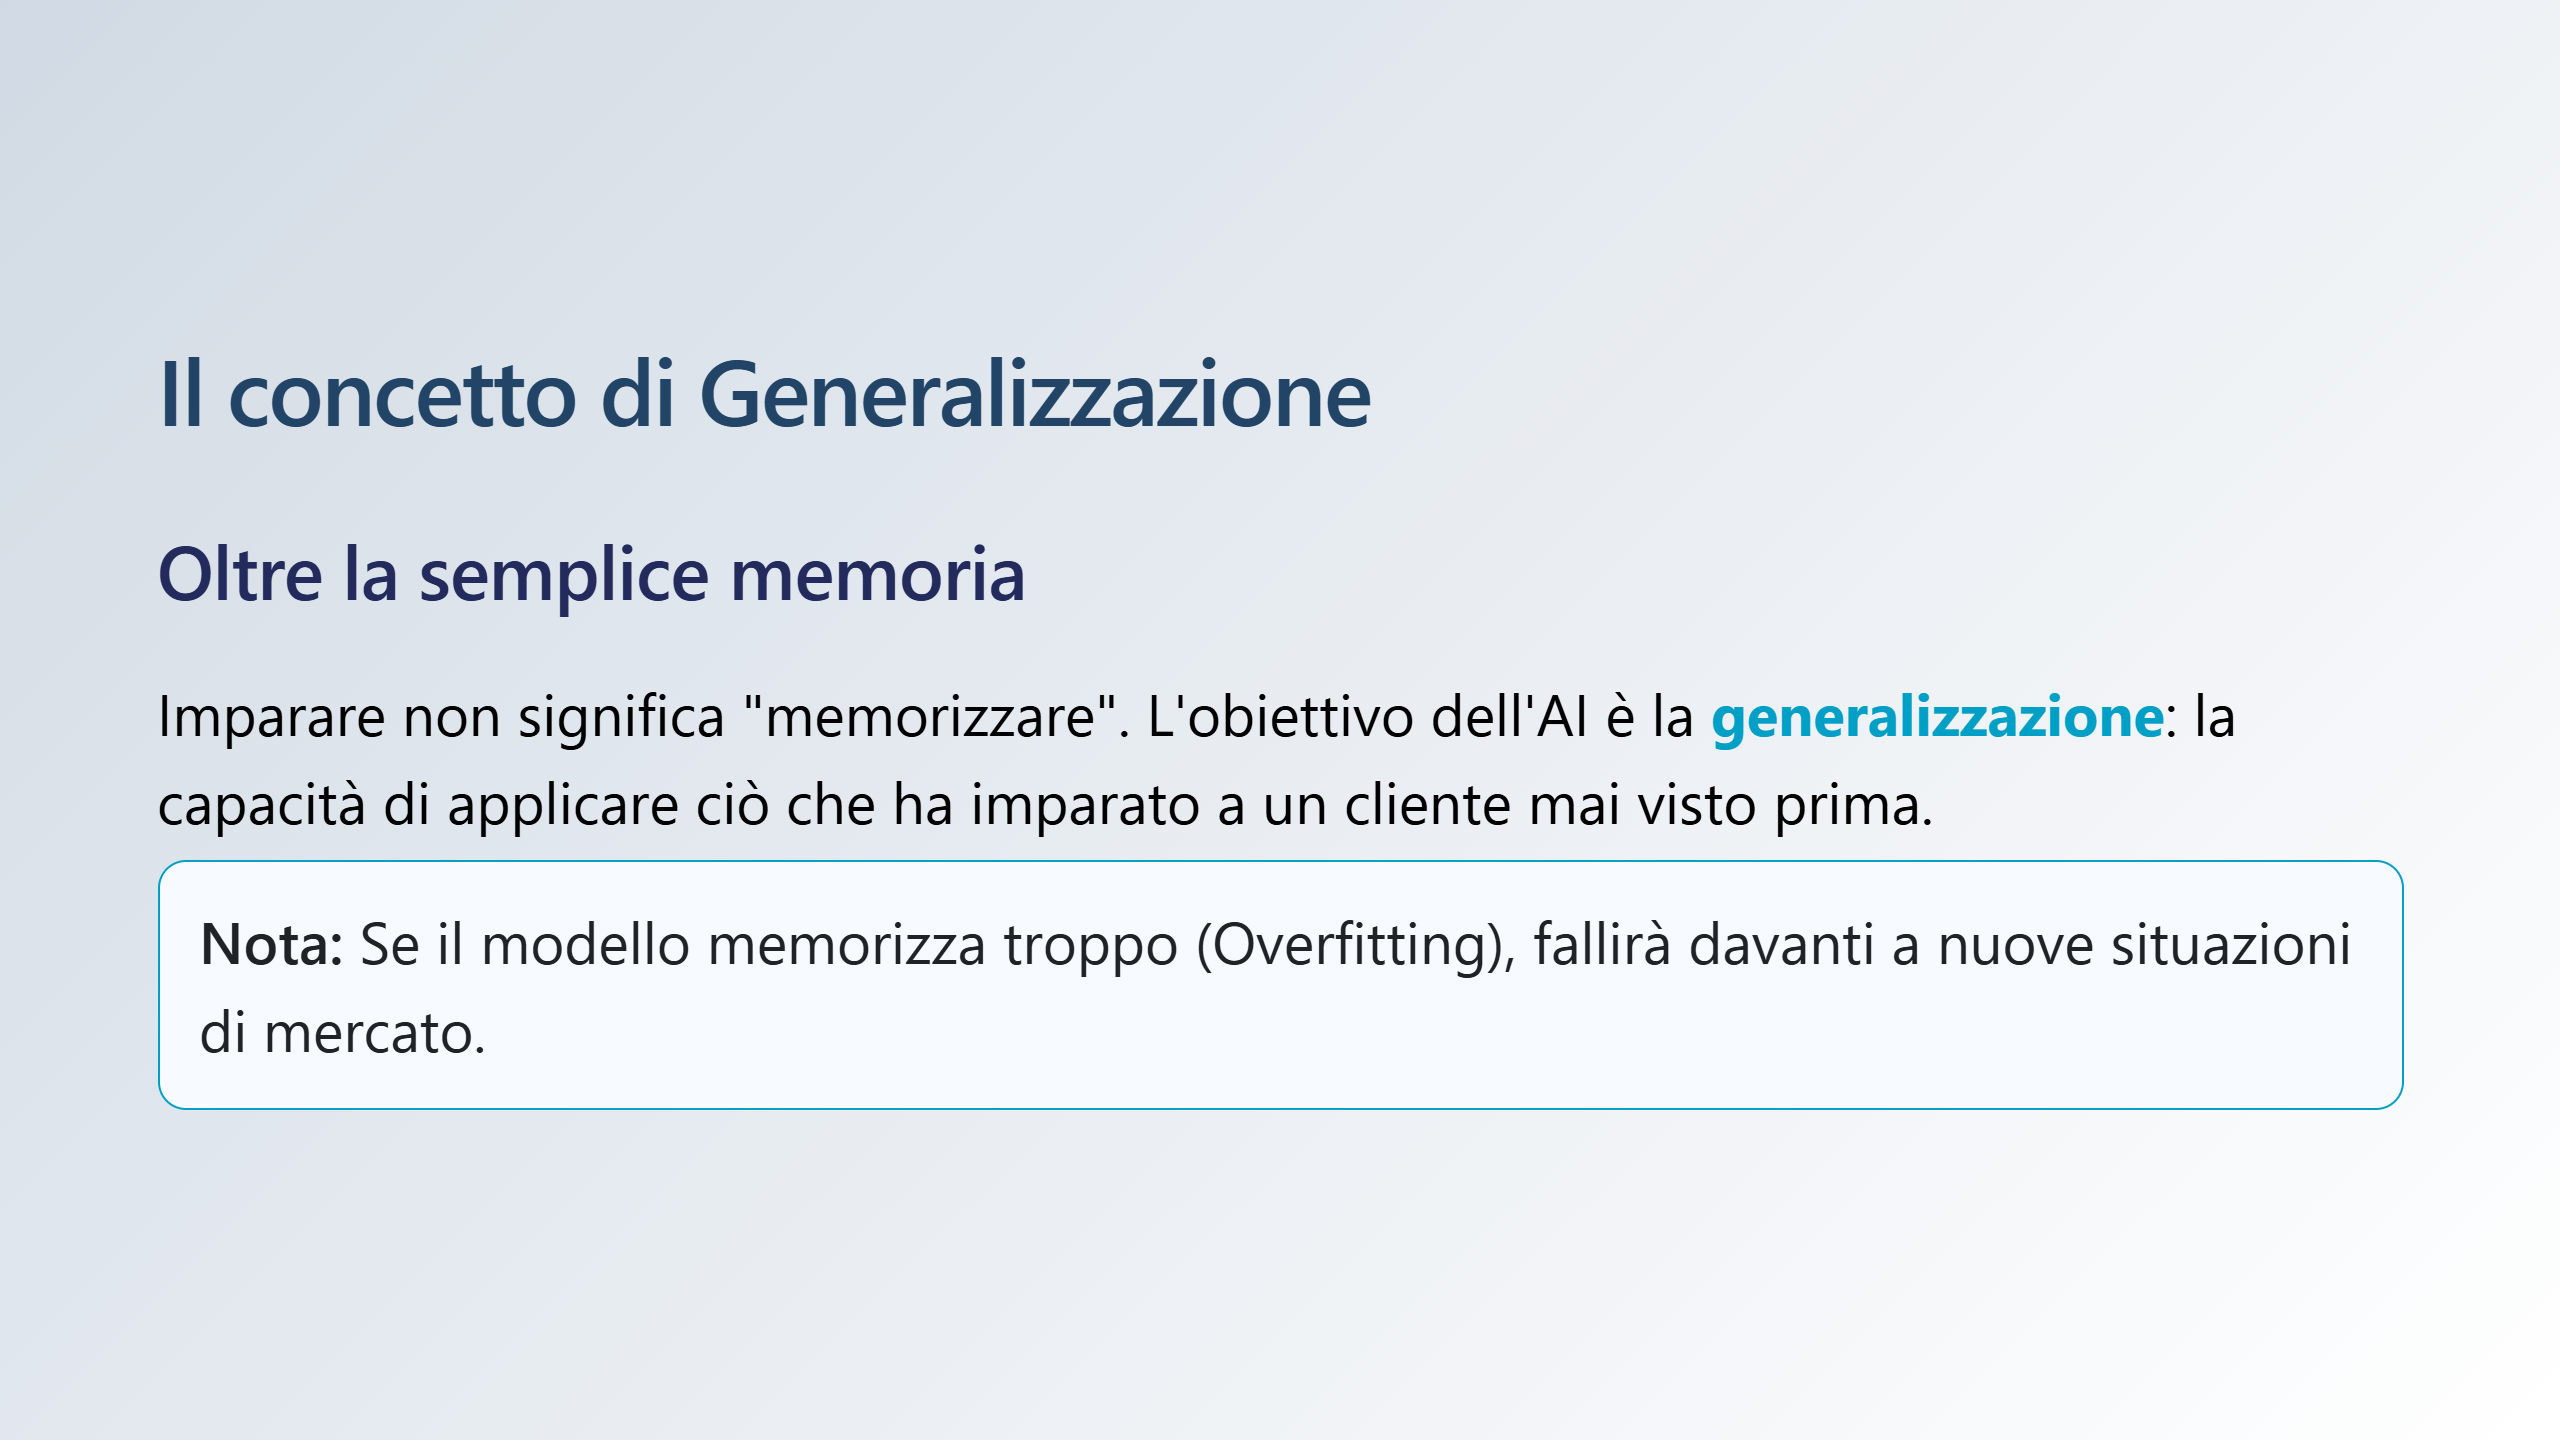 Il concetto di Generalizzazione
Oltre la semplice memoria
Imparare non significa "memorizzare". L'obiettivo dell'AI è la generalizzazione: la
capacità di applicare ciò che ha imparato a un cliente mai visto prima.
Nota: Se il modello memorizza troppo (Overfitting), fallirà davanti a nuove situazioni
di mercato.